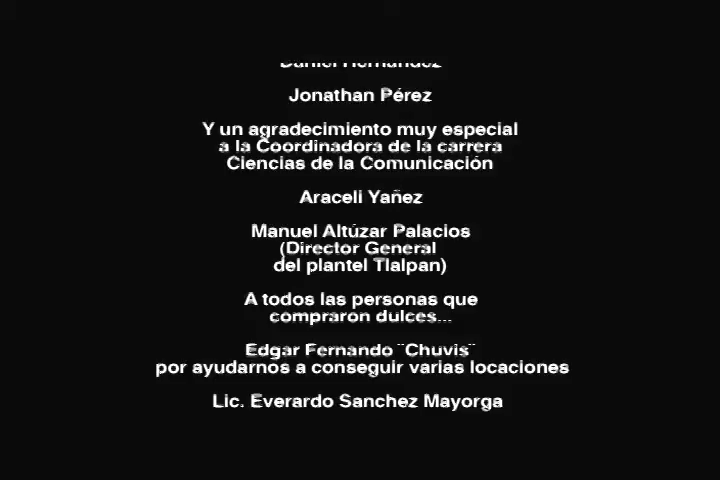 Daniel Hernandez
Jonathan Pérez
Y un agradecimiento muy especial
a la Coordinadora de la carrera
Ciencias de la Comunicación
Araceli Yañez
Manuel Altúzar Palacios
(Director General
del plantel Tlalpan)
A todos las personas que
compraron dulces...
Edgar Fernando ¨Chuvis¨
por ayudarnos a conseguir varias locaciones
Lic. Everardo Sanchez Mayorga